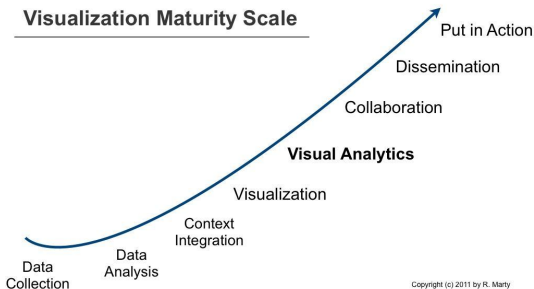 Visualization Maturity Scale
Put in Action
Dissemination
Collaboration
Visual Analytics
Visualization
Context
Integration
Data
Analysis
Data
Collection
Copyright (c) 2011 by R. Marty